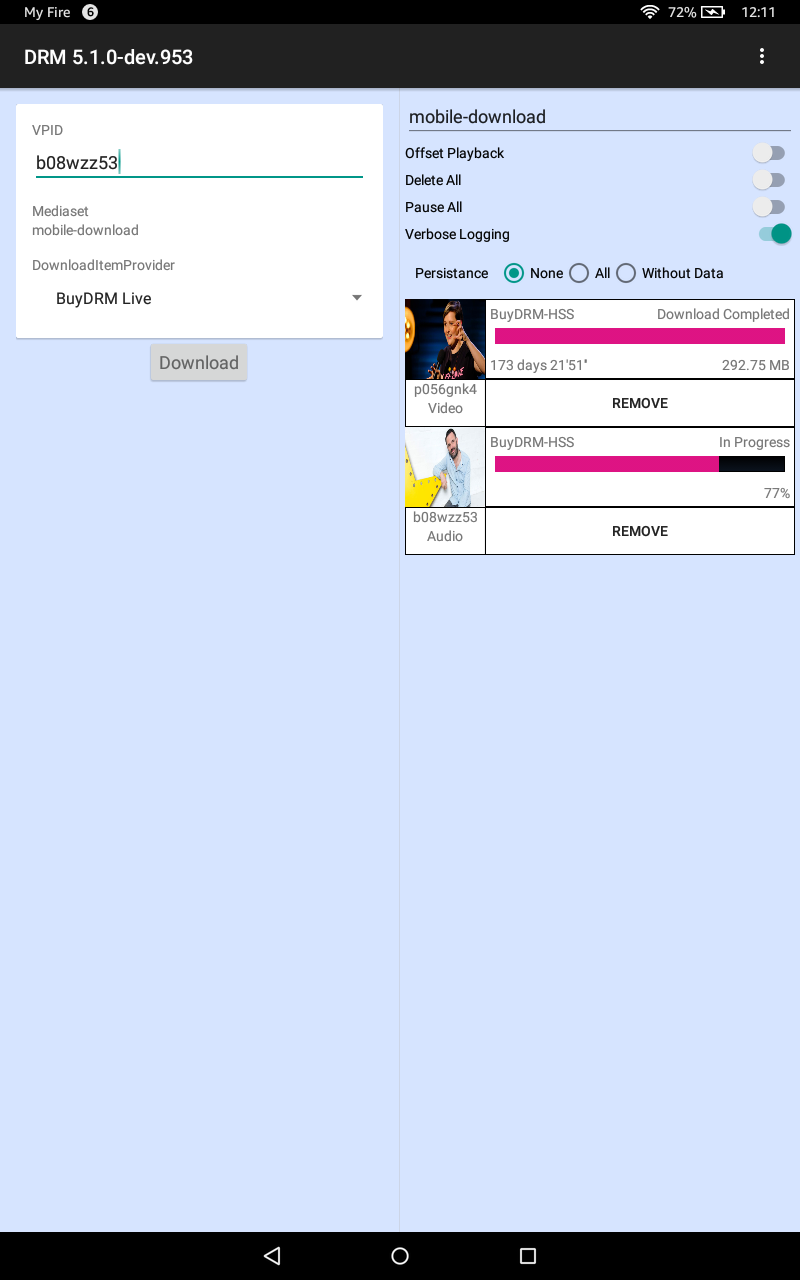 My Fire 6 72% 12:11
DRM 5.1.0-dev.953
VPID
b08wzz53
Mediaset
mobile-download
DownloadItemProvider
BuyDRM Live
Download
mobile-download
Offset Playback
Delete All
Pause All
Verbose Logging
Persistance None All Without Data
BuyDRM-HSS Download Completed
173 days 21'51" 292.75 MB
p056gnk4
Video
REMOVE
BuyDRM-HSS In Progress
77%
b08wzz53
Audio
REMOVE